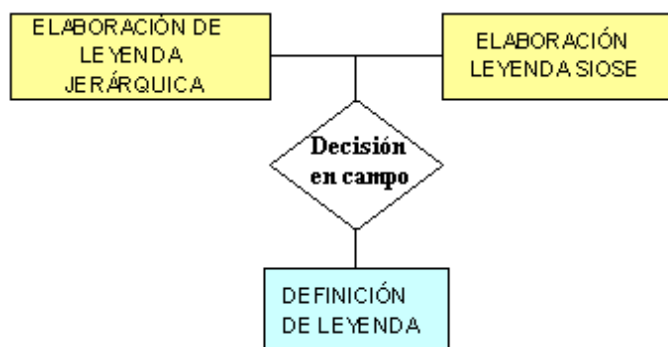 ELABORACIÓN DE
LEYENDA
JERÁRQUICA
ELABORACIÓN
LEYENDA SIOSE
Decisión
en campo
DEFINICIÓN
DE LEYENDA